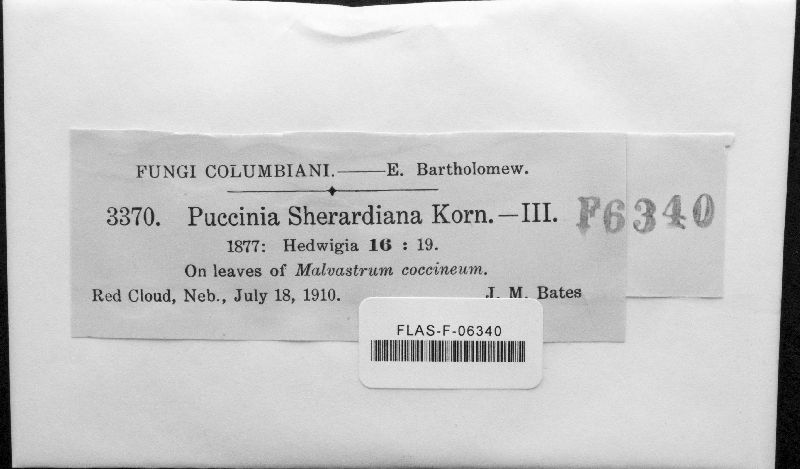 FUNGI COLUMBIANI.——E. Bartholomew.
3370. Puccinia Sherardiana Korn.—III.
F6340
1877: Hedwigia 16 : 19.
On leaves of Malvastrum coccineum.
Red Cloud, Neb., July 18, 1910. J. M. Bates
FLAS-F-06340